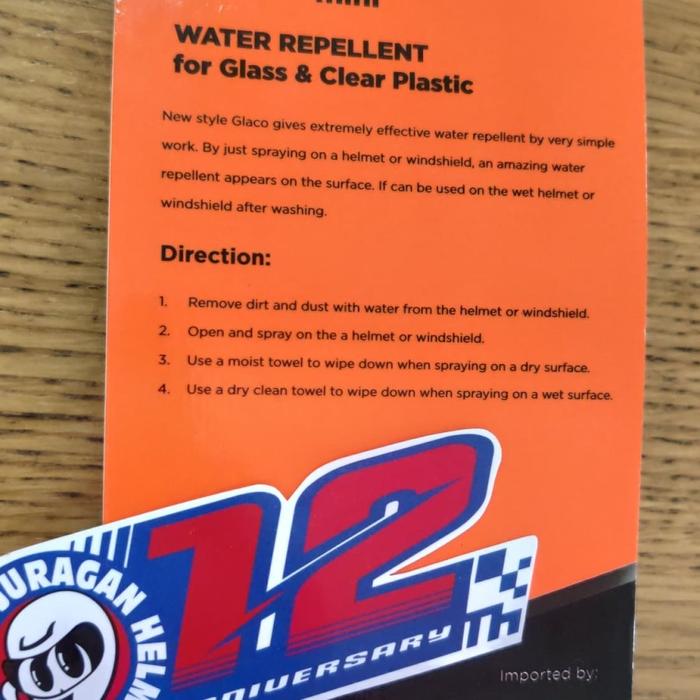 WATER REPELLENT
for Glass & Clear Plastic
New style Glaco gives extremely effective water repellent by very simple
work. By just spraying on a helmet or windshield, an amazing water
repellent appears on the surface. If can be used on the wet helmet or
windshield after washing.
Direction:
1. Remove dirt and dust with water from the helmet or windshield.
2. Open and spray on the a helmet or windshield.
3. Use a moist towel to wipe down when spraying on a dry surface.
4. Use a dry clean towel to wipe down when spraying on a wet surface.
12
th
URAGAN HELM
NIVERSARY
Imported by: